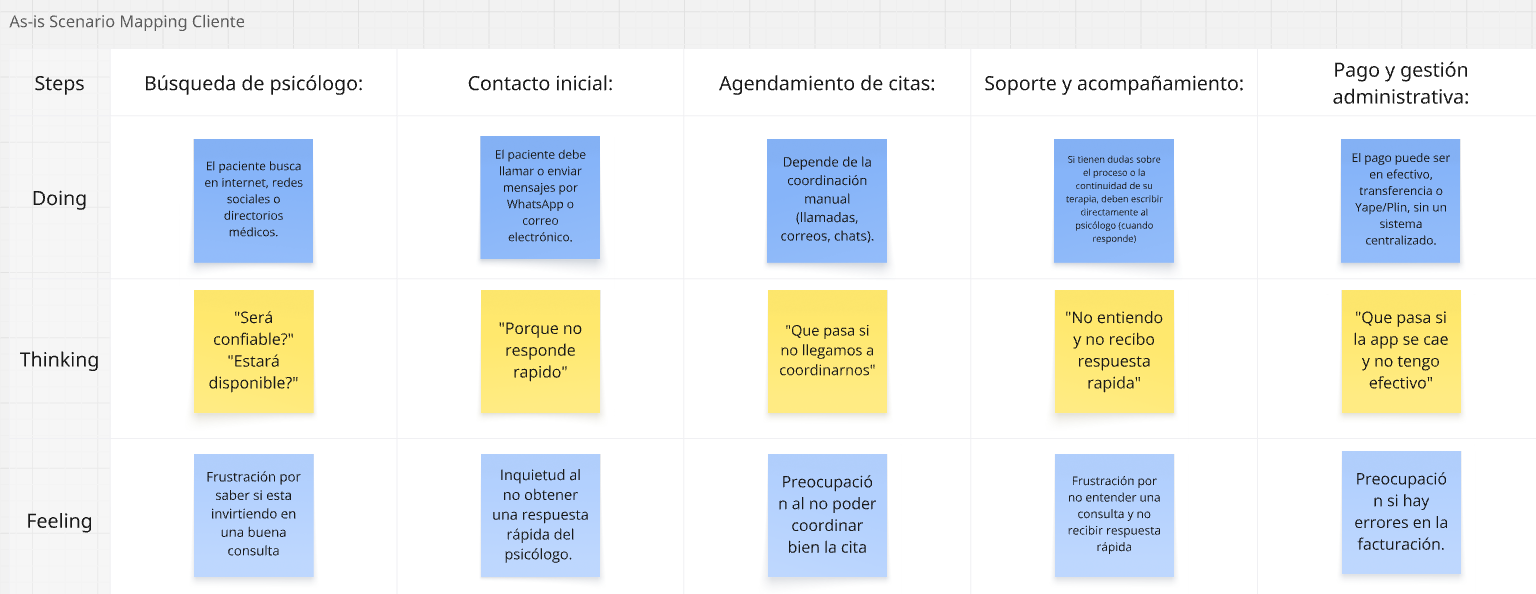 As-is Scenario Mapping Cliente
Steps
Búsqueda de psicólogo:
Contacto inicial:
Agendamiento de citas:
Soporte y acompañamiento:
Pago y gestión
administrativa:
Doing
El paciente busca
en internet, redes
sociales o
directorios
médicos.
El paciente debe
llamar o enviar
mensajes por
WhatsApp o
correo
electrónico.
Depende de la
coordinación
manual
(llamadas,
correos, chats).
Si tienen dudas sobre
el proceso o la
continuidad de su
terapia, deben escribir
directamente al
psicólogo (cuando
responde)
El pago puede ser
en efectivo,
transferencia o
Yape/Plin, sin un
sistema
centralizado.
Thinking
"Será
confiable?"
"Estará
disponible?"
"Porque no
responde
rapido"
"Que pasa si
no llegamos a
coordinarnos"
"No entiendo
y no recibo
respuesta
rapida"
"Que pasa si
la app se cae
y no tengo
efectivo"
Feeling
Frustración por
saber si esta
invirtiendo en
una buena
consulta
Inquietud al
no obtener
una respuesta
rápida del
psicólogo.
Preocupació
n al no poder
coordinar
bien la cita
Frustración por
no entender una
consulta y no
recibir respuesta
rápida
Preocupació
n si hay
errores en la
facturación.